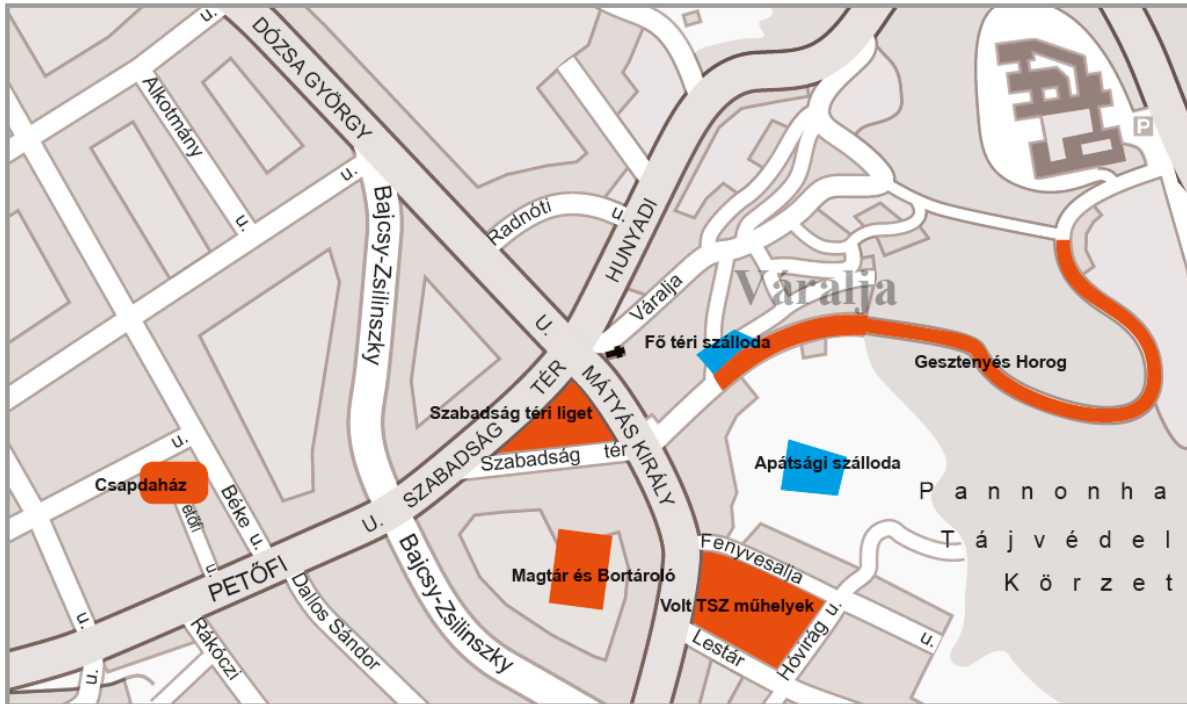 u.
DÓZSA GYÖRGY
Alkotmány
P
u.
u.
Bajcsy-Zsilinszky
Radnóti
u.
HUNYADI
Váralja
Váralja
U.
Fő téri szálloda
Gesztenyés Horog
TÉR
MÁTYÁS KIRÁLY
Szabadság téri liget
u.
Szabadság tér
SZABADSÁG
Apátsági szálloda
Csapdaház
Béke
etőfi
u.
U.
P a n n o n h a
T á j v é d e l
K ö r z e t
Fenyvesalja
u.
PETŐFI
Bajcsy-Zsilinszky
Magtár és Bortároló
Volt TSZ műhelyek
Dallos Sándor
u.
Hóvirág u.
u.
Lestár
Rákóczi
u.